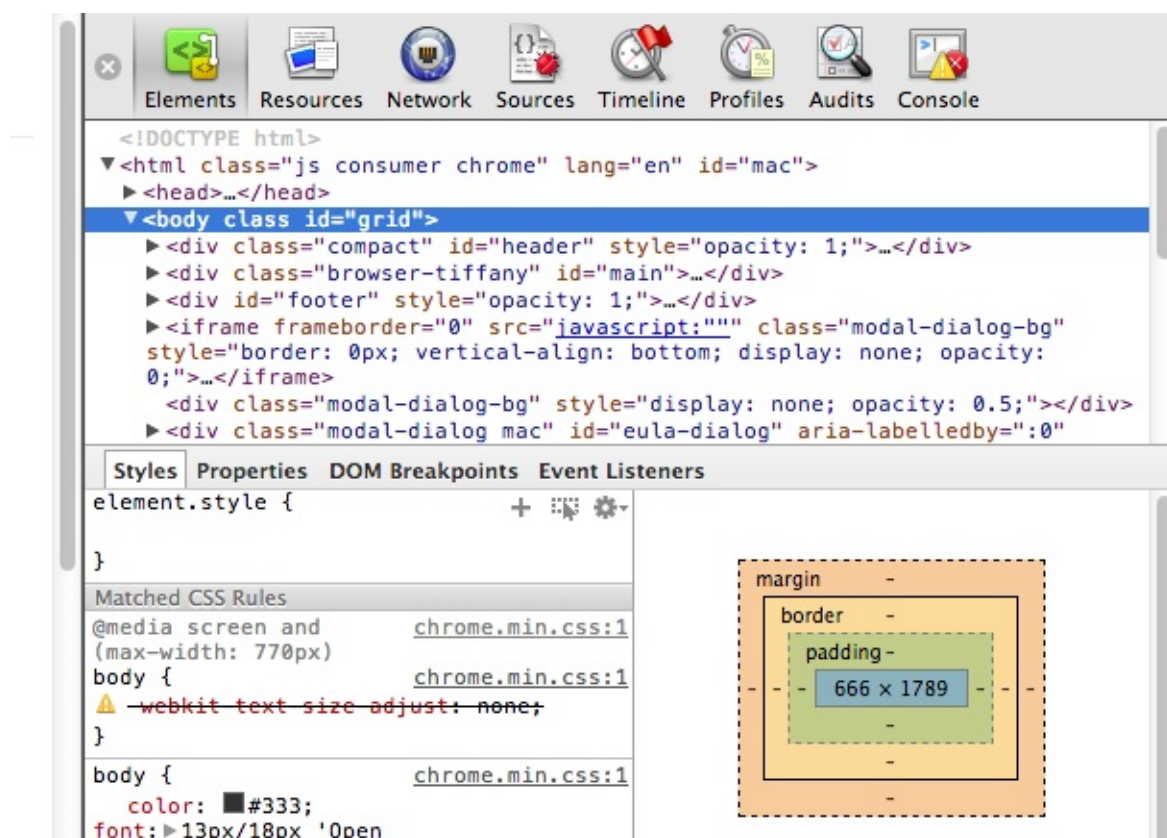 Elements Resources Network Sources Timeline Profiles Audits Console
<!DOCTYPE html>
▼<html class="js consumer chrome" lang="en" id="mac">
▶<head>…</head>
▼<body class id="grid">
▶<div class="compact" id="header" style="opacity: 1;">…</div>
▶<div class="browser-tiffany" id="main">…</div>
▶<div id="footer" style="opacity: 1;">…</div>
▶<iframe frameborder="0" src="javascript:""" class="modal-dialog-bg"
style="border: 0px; vertical-align: bottom; display: none; opacity:
0;">…</iframe>
<div class="modal-dialog-bg" style="display: none; opacity: 0.5;"></div>
▶<div class="modal-dialog mac" id="eula-dialog" aria-labelledby=":0"
Styles Properties DOM Breakpoints Event Listeners
element.style {
}
Matched CSS Rules
@media screen and chrome.min.css:1
(max-width: 770px)
body { chrome.min.css:1
-webkit-text-size-adjust: none;
}
body { chrome.min.css:1
color: #333;
font: ▶13px/18px 'Open
margin -
border -
padding -
- - - 666 × 1789 - - -
-
-
-